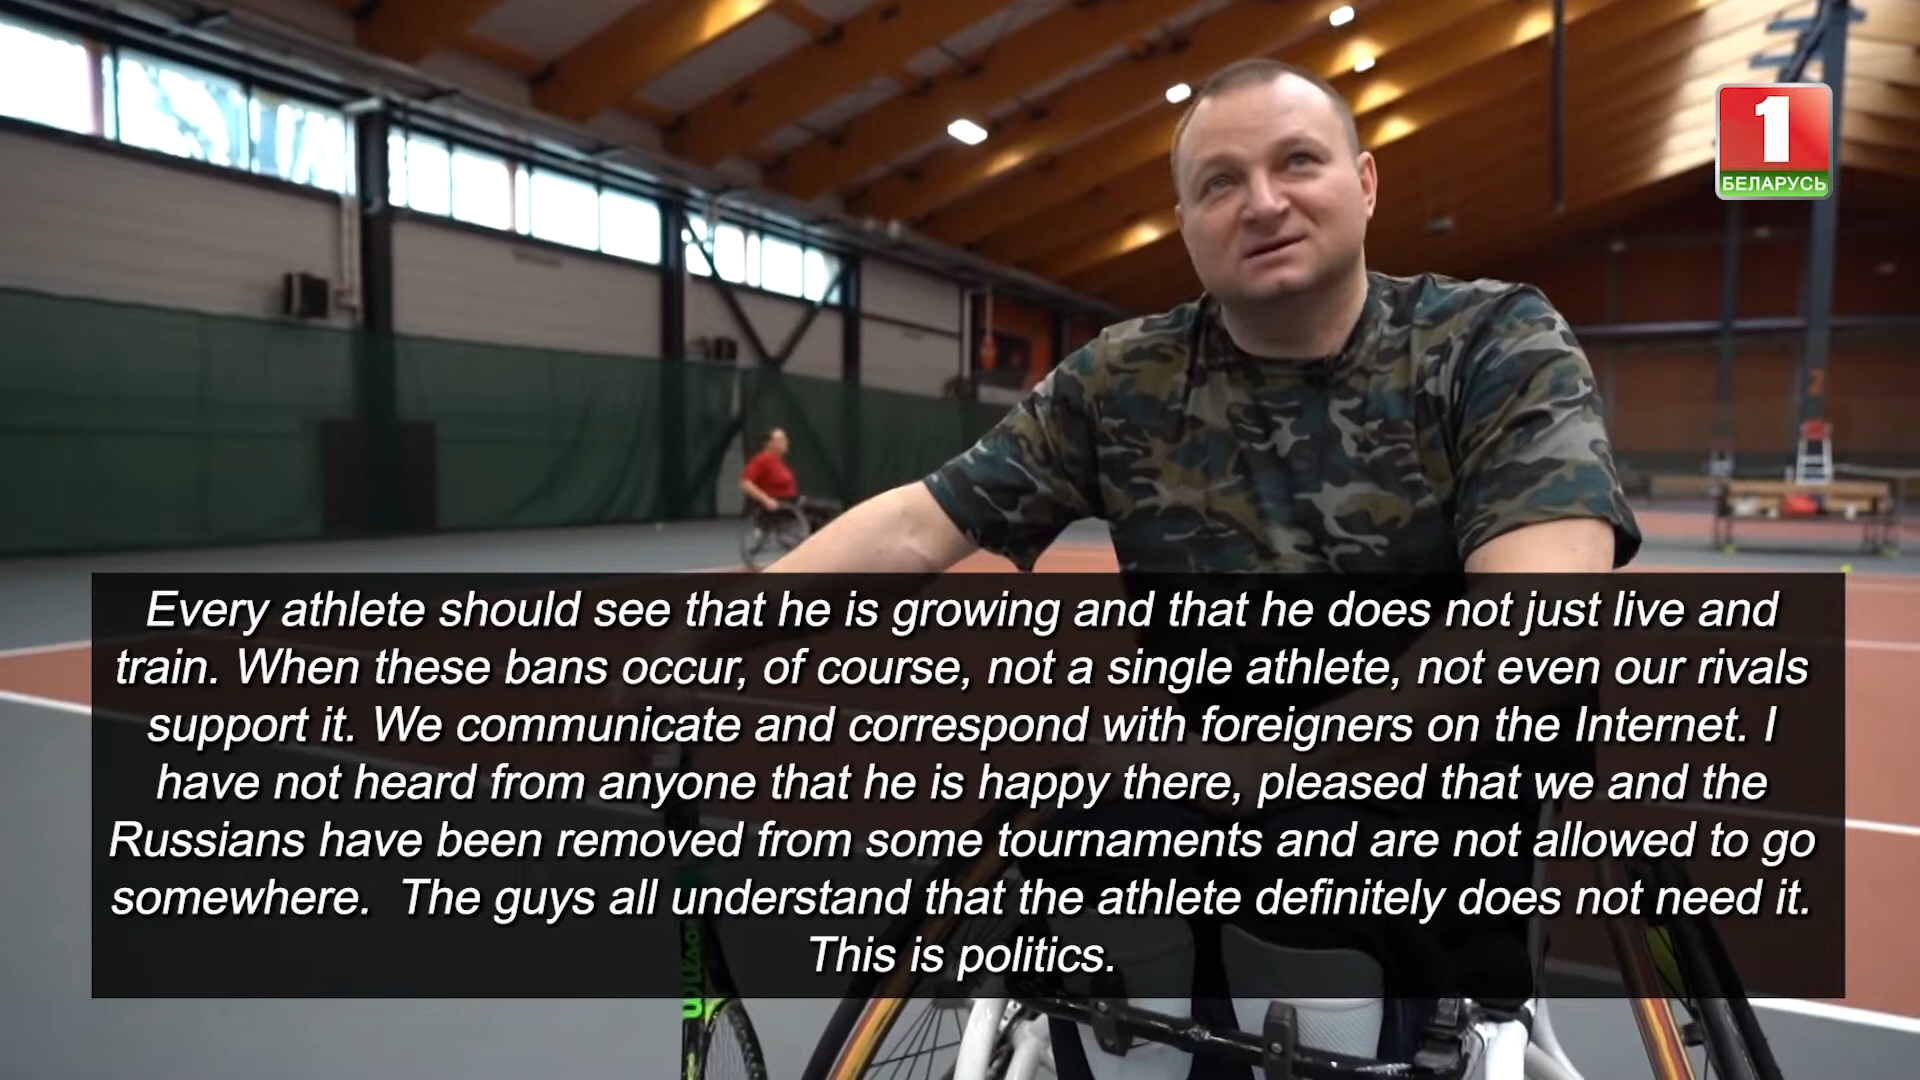 1
БЕЛАРУСЬ
Every athlete should see that he is growing and that he does not just live and
train. When these bans occur, of course, not a single athlete, not even our rivals
support it. We communicate and correspond with foreigners on the Internet. I
have not heard from anyone that he is happy there, pleased that we and the
Russians have been removed from some tournaments and are not allowed to go
somewhere.  The guys all understand that the athlete definitely does not need it.
This is politics.